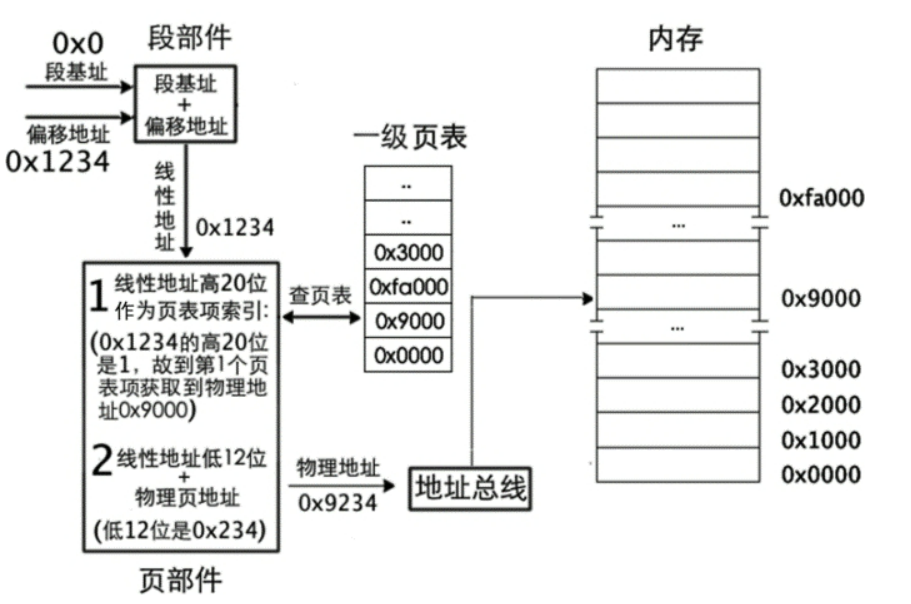 0x0
段基址
偏移地址
0x1234
段部件
段基址
+
偏移地址
线性地址
0x1234
一级页表
..
..
0x3000
0xfa000
0x9000
0x0000
查页表
1 线性地址高20位
作为页表项索引:
(0x1234的高20位
是1，故到第1个页
表项获取到物理地
址0x9000)
2 线性地址低12位
+
物理页地址
(低12位是0x234)
页部件
物理地址
0x9234
地址总线
内存
0xfa000
...
0x9000
...
0x3000
0x2000
0x1000
0x0000